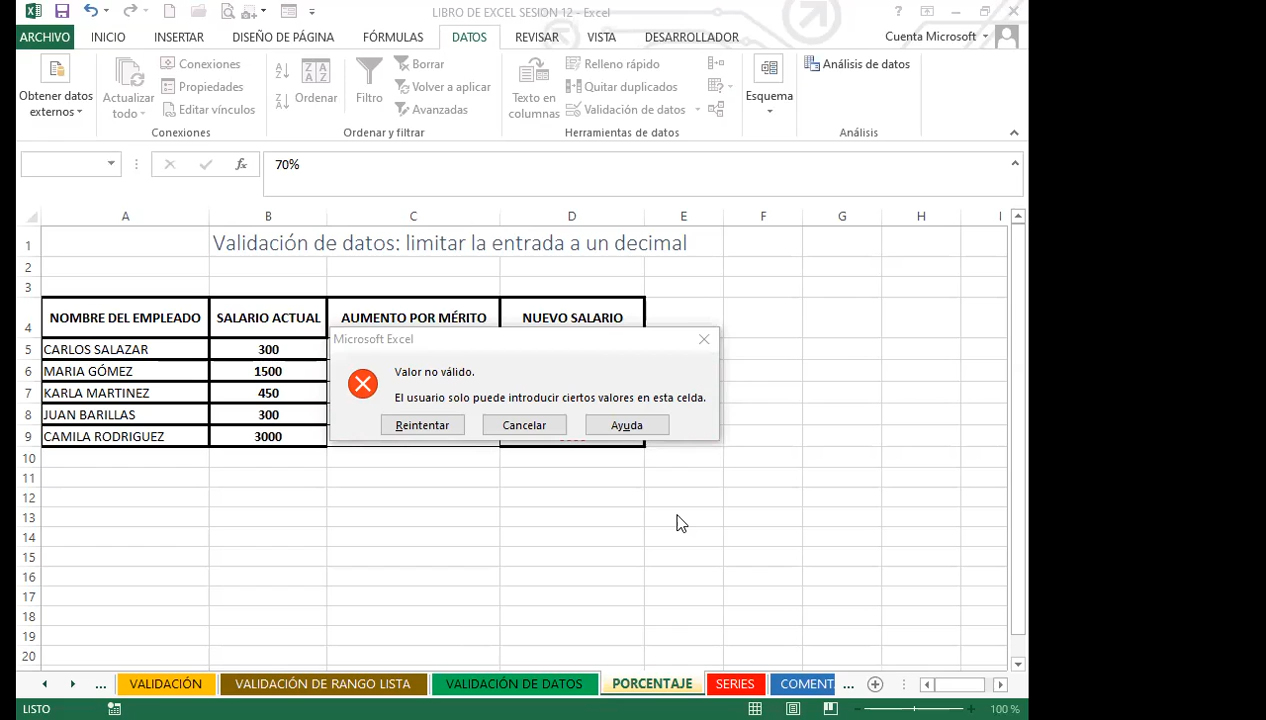 LIBRO DE EXCEL SESION 12 - Excel
?
ARCHIVO INICIO INSERTAR DISEÑO DE PÁGINA FÓRMULAS DATOS REVISAR VISTA DESARROLLADOR Cuenta Microsoft
Obtener datos externos
Actualizar todo
Conexiones
Propiedades
Editar vínculos
Conexiones
Ordenar
Filtro
Borrar
Volver a aplicar
Avanzadas
Ordenar y filtrar
Texto en columnas
Relleno rápido
Quitar duplicados
Validación de datos
Herramientas de datos
Esquema
Análisis de datos
Análisis
fx 70%
A B C D E F G H I
1 Validación de datos: limitar la entrada a un decimal
2
3
4 NOMBRE DEL EMPLEADO SALARIO ACTUAL AUMENTO POR MÉRITO NUEVO SALARIO
5 CARLOS SALAZAR 300
6 MARIA GÓMEZ 1500
7 KARLA MARTINEZ 450
8 JUAN BARILLAS 300
9 CAMILA RODRIGUEZ 3000
Microsoft Excel
Valor no válido.
El usuario solo puede introducir ciertos valores en esta celda.
Reintentar Cancelar Ayuda
10
11
12
13
14
15
16
17
18
19
20
... VALIDACIÓN VALIDACIÓN DE RANGO LISTA VALIDACIÓN DE DATOS PORCENTAJE SERIES COMENT ...
LISTO 100 %